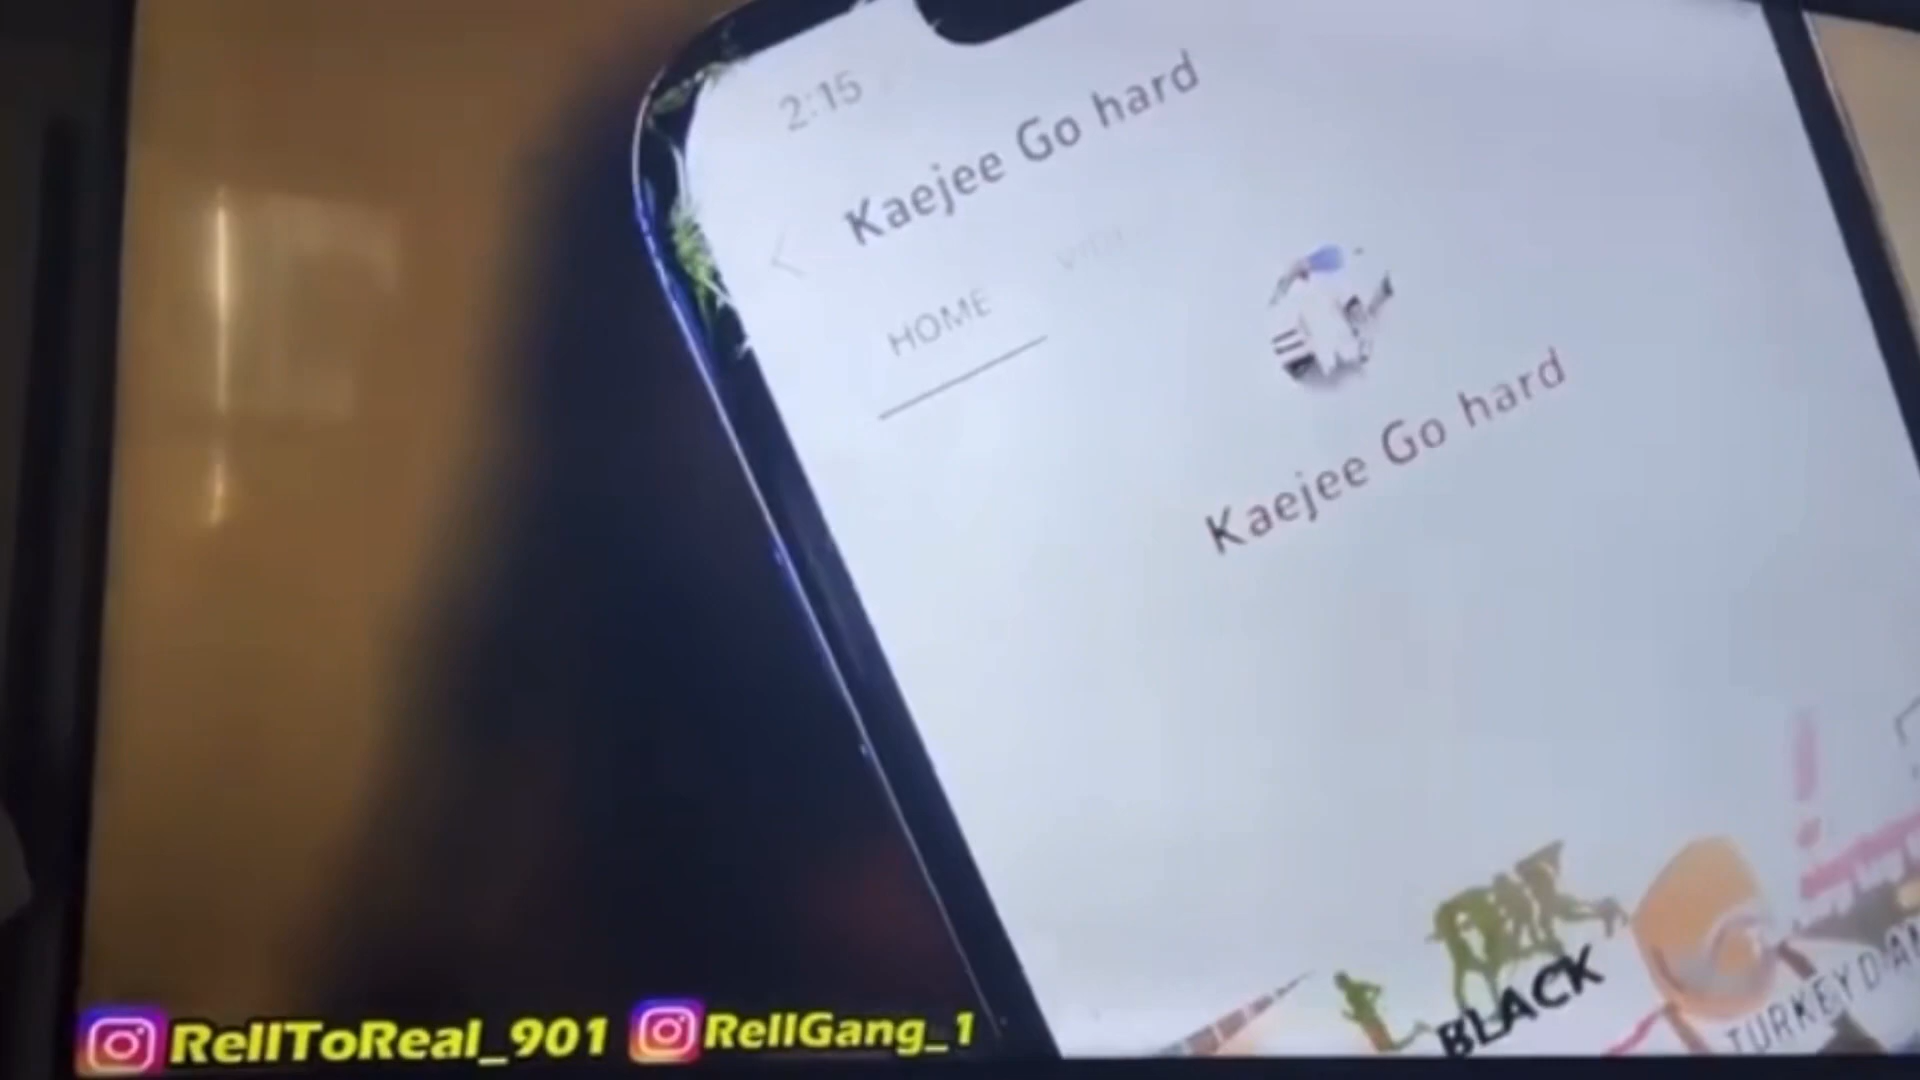 2:15
Kaejee Go hard
HOME
Kaejee Go hard
BLACK
RellToReal_901 RellGang_1